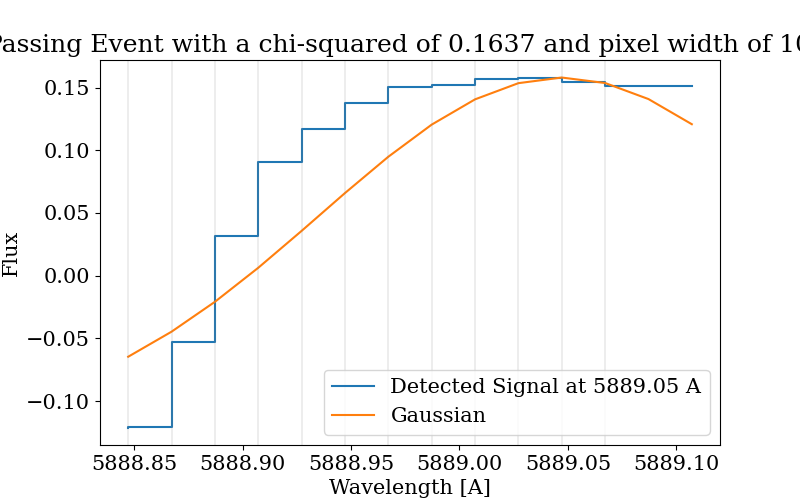 Passing Event with a chi-squared of 0.1637 and pixel width of 10
Flux
0.15
0.10
0.05
0.00
−0.05
−0.10
Detected Signal at 5889.05 A
Gaussian
5888.85 5888.90 5888.95 5889.00 5889.05 5889.10
Wavelength [A]